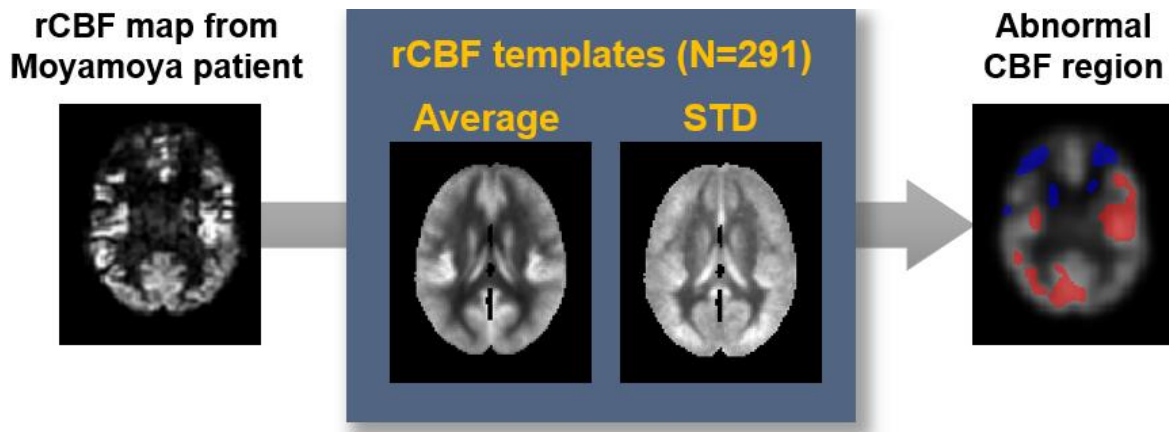 rCBF map from
Moyamoya patient
rCBF templates (N=291)
Average
STD
Abnormal
CBF region